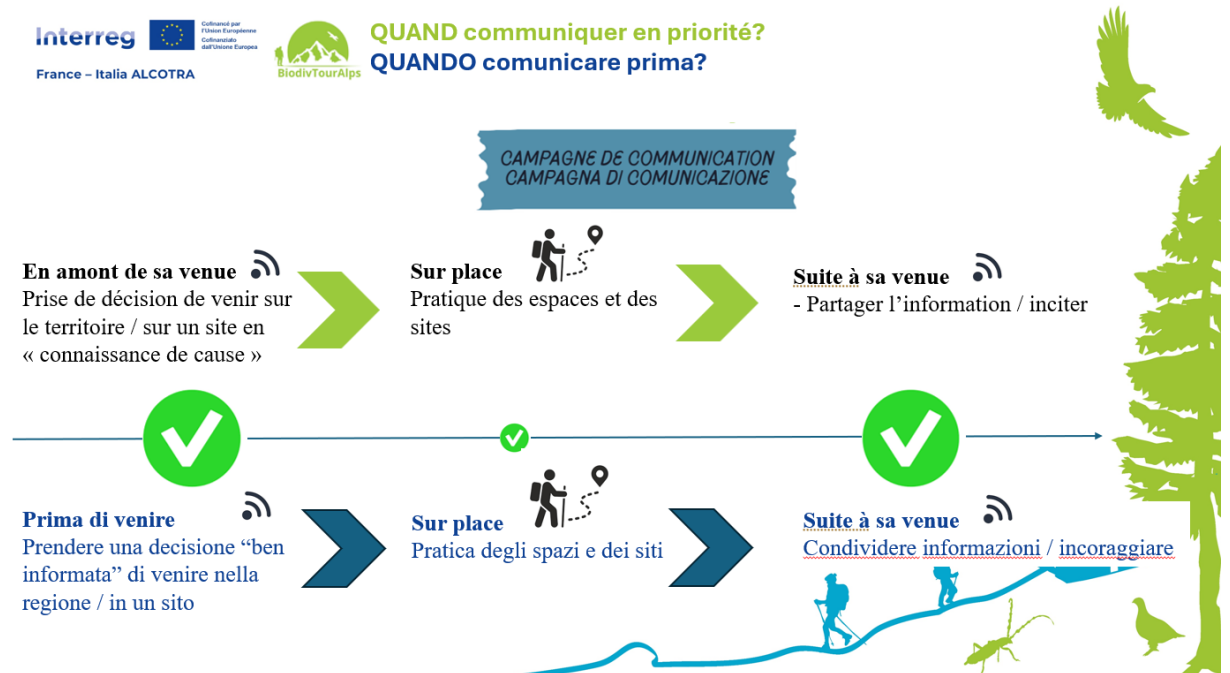 Interreg
Cofinancé par
l'Union Européenne
Cofinanziato
dall'Unione Europea
France – Italia ALCOTRA
BiodivTourAlps
QUAND communiquer en priorité?
QUANDO comunicare prima?
CAMPAGNE DE COMMUNICATION
CAMPAGNA DI COMUNICAZIONE
En amont de sa venue
Prise de décision de venir sur
le territoire / sur un site en
« connaissance de cause »
Sur place
Pratique des espaces et des
sites
Suite à sa venue
- Partager l'information / inciter
Prima di venire
Prendere una decisione “ben
informata” di venire nella
regione / in un sito
Sur place
Pratica degli spazi e dei siti
Suite à sa venue
Condividere informazioni / incoraggiare